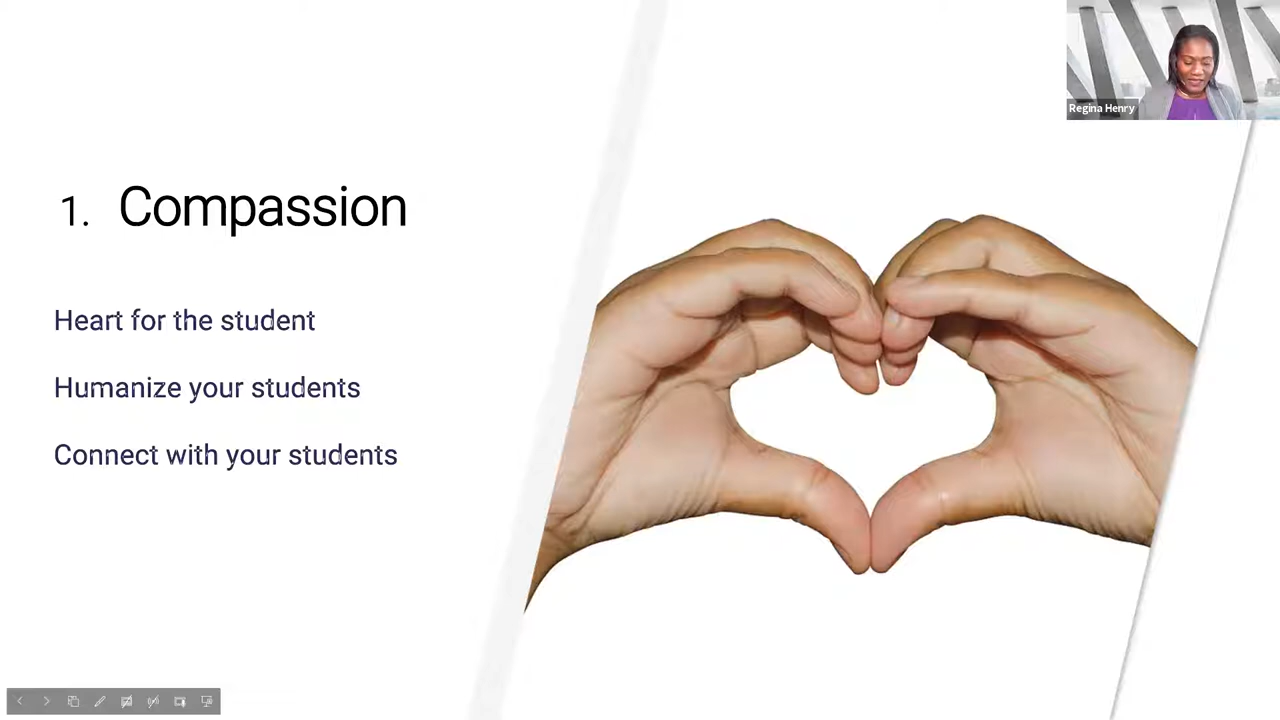 Regina Henry
1. Compassion
Heart for the student
Humanize your students
Connect with your students